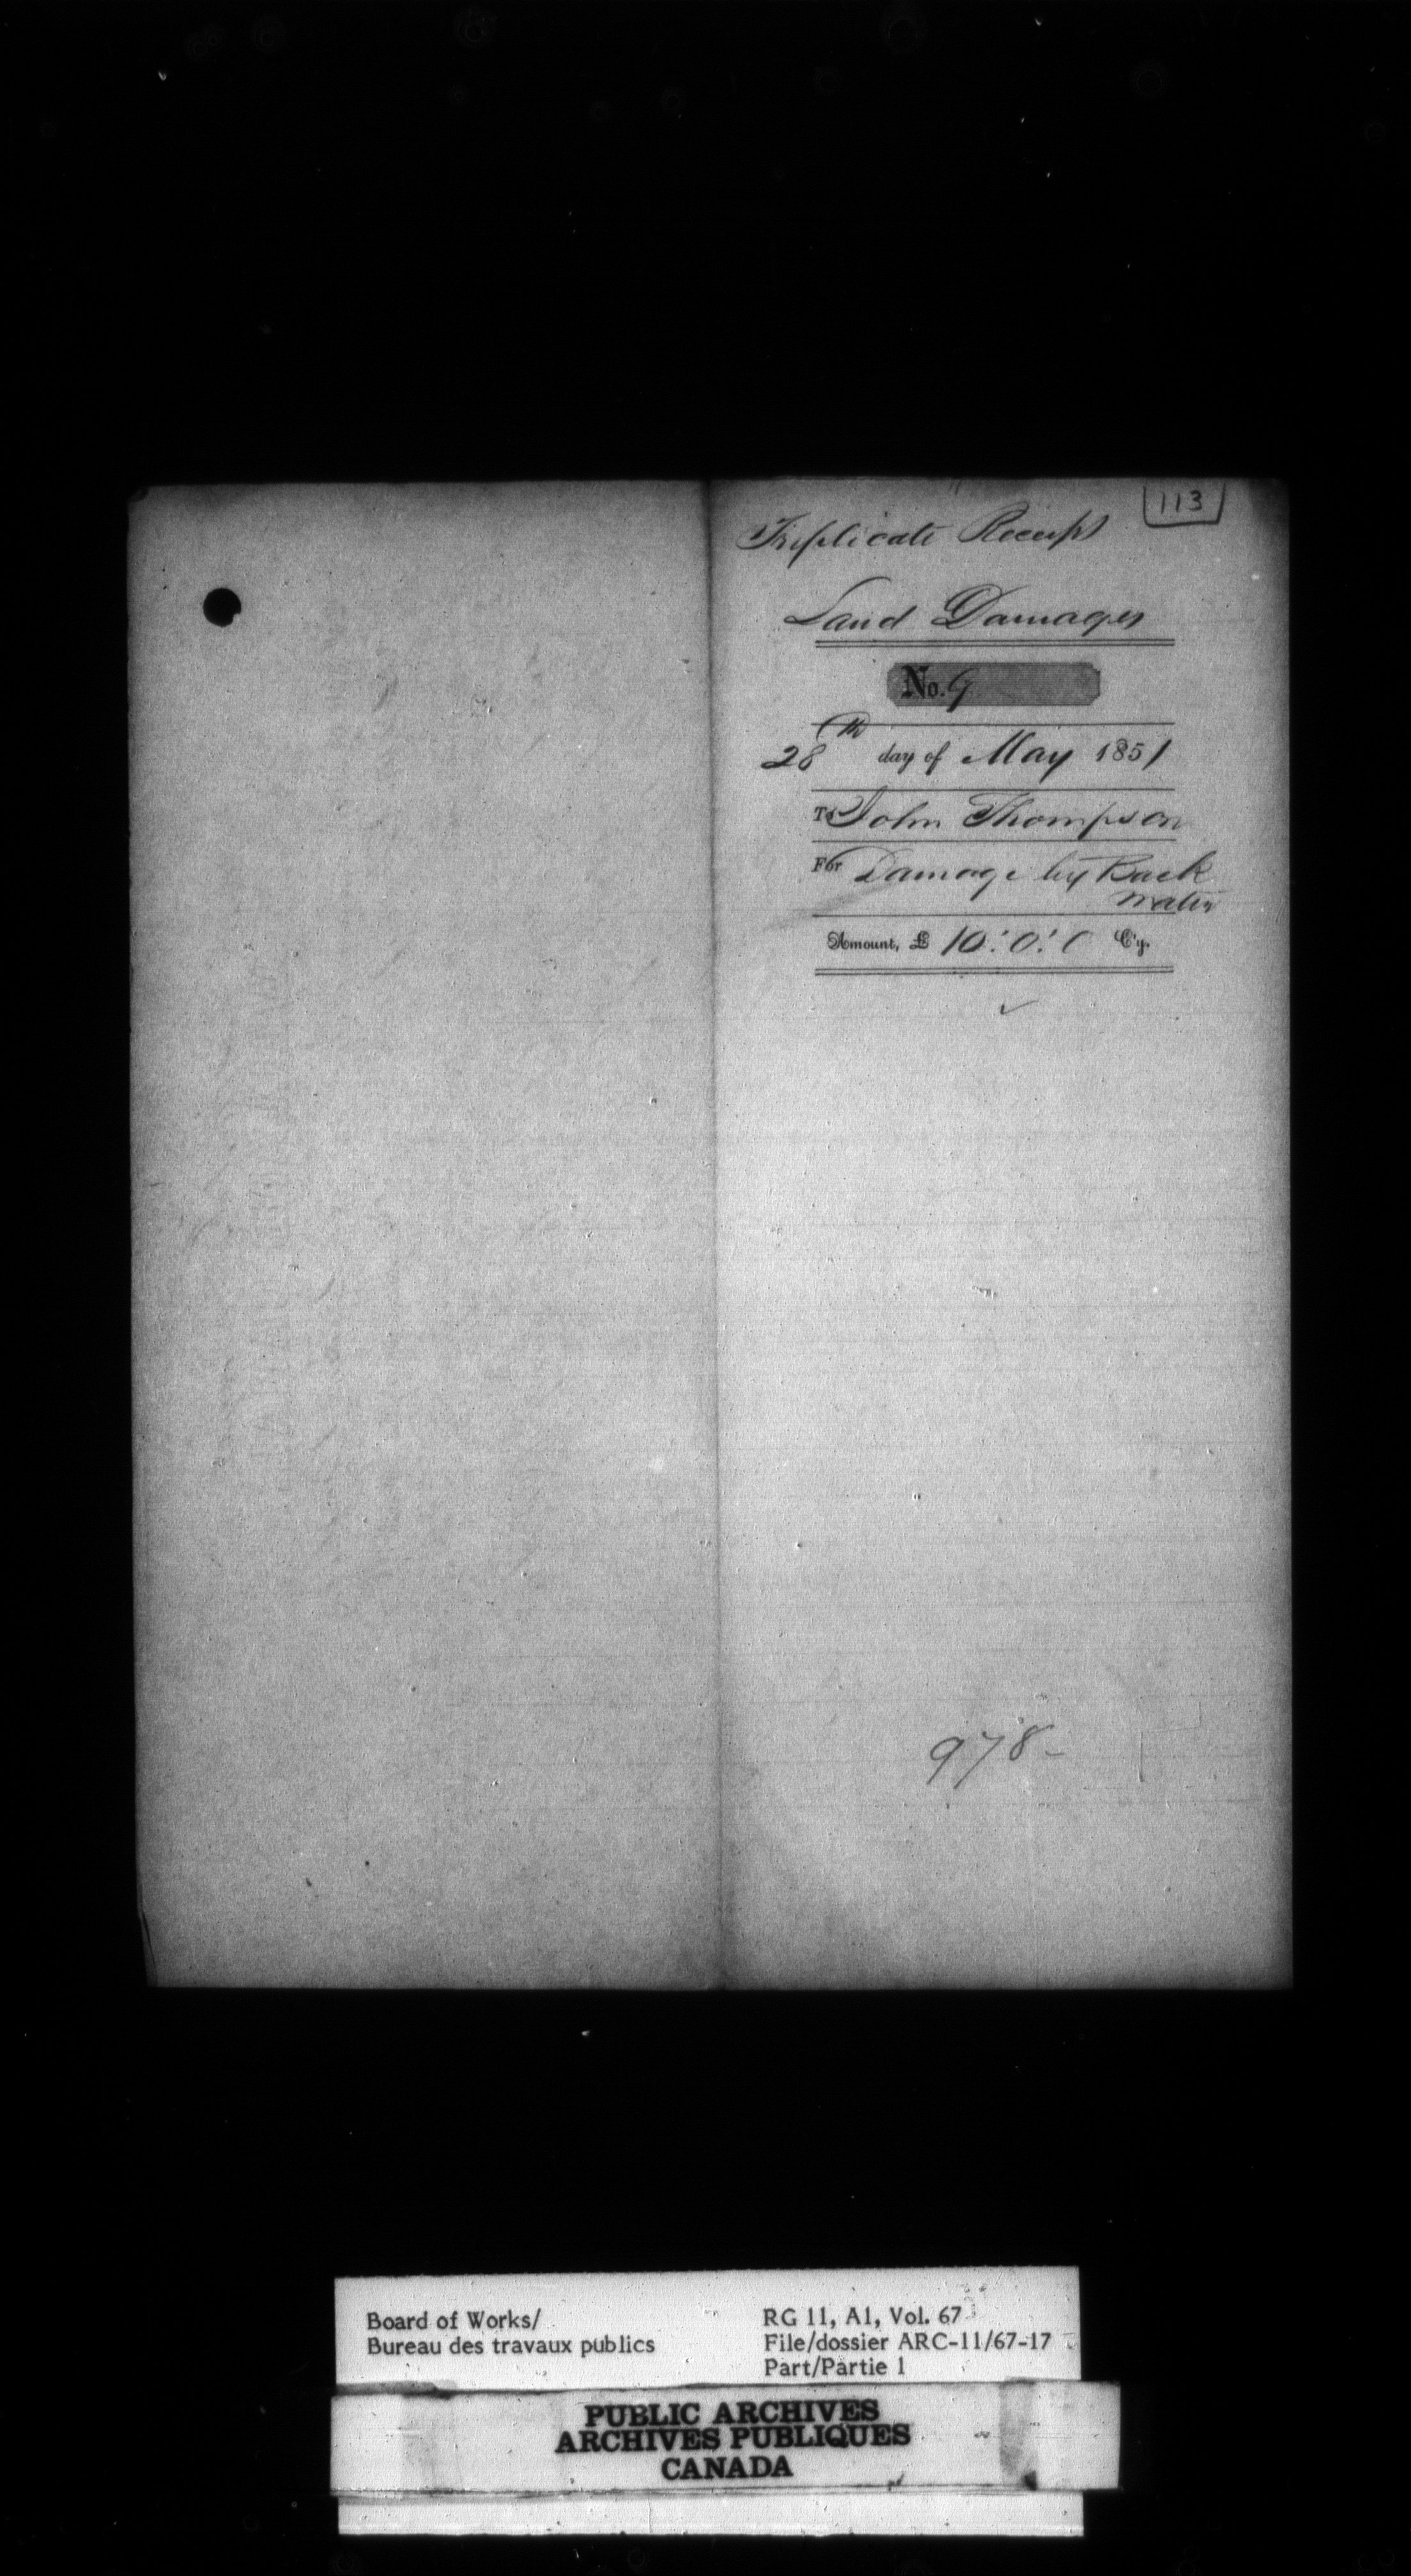 113
Triplicate Receipt
Land Damages
No. 9
28th day of May 1851
To John Thompson
For Damage by Back
water
Amount, £ 10:0:0 Cy.
978-
Board of Works/
Bureau des travaux publics
RG 11, A1, Vol. 67
File/dossier ARC-11/67-17
Part/Partie 1
PUBLIC ARCHIVES
ARCHIVES PUBLIQUES
CANADA